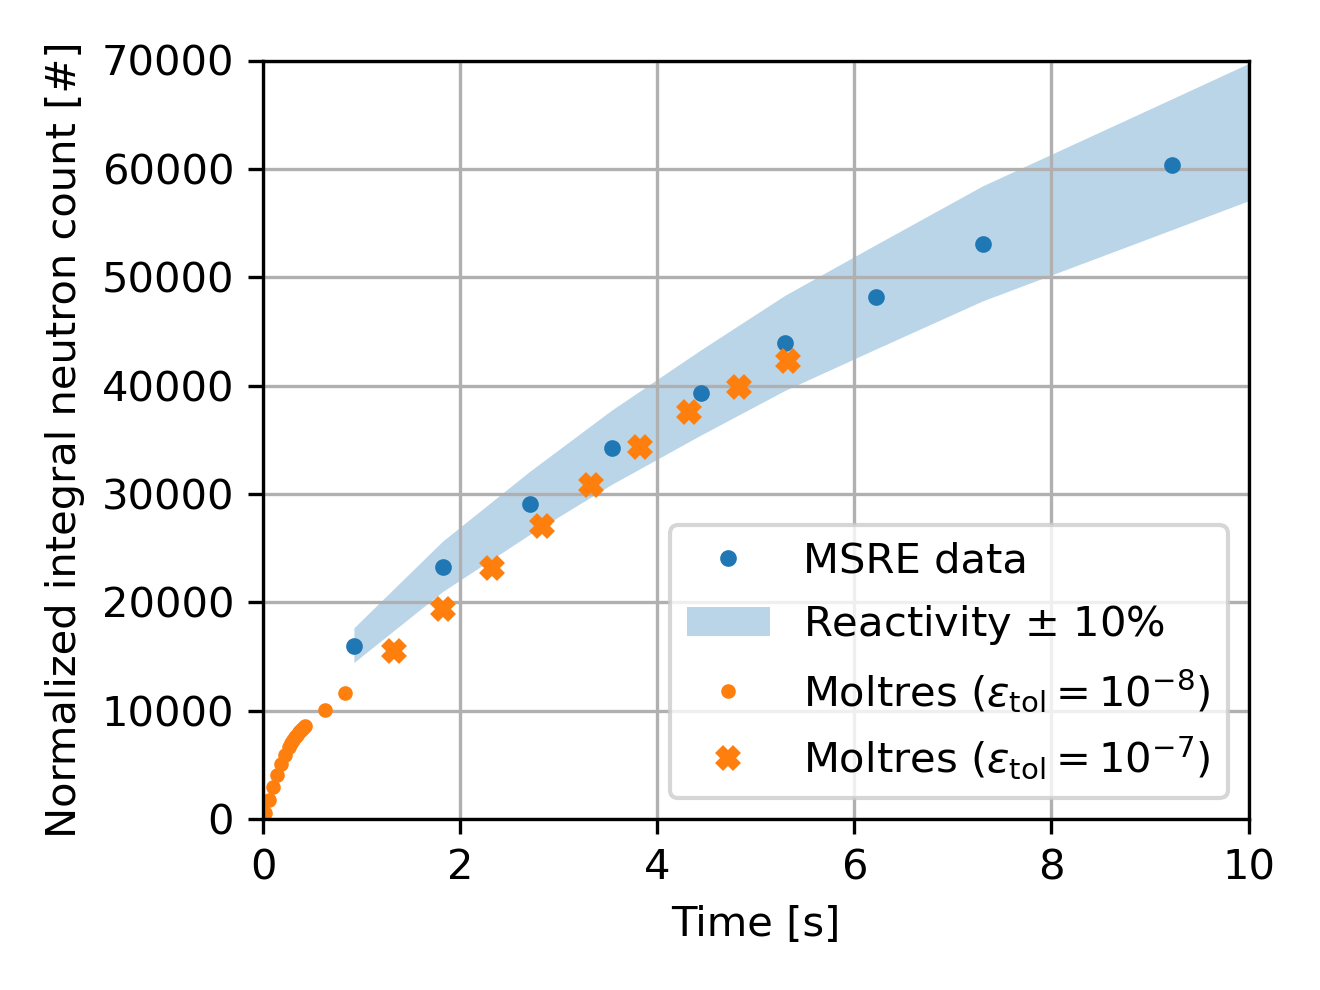 Normalized integral neutron count [#]
70000
60000
50000
40000
30000
20000
10000
0
MSRE data
Reactivity ± 10%
Moltres (ε_tol = 10⁻⁸)
Moltres (ε_tol = 10⁻⁷)
0 2 4 6 8 10
Time [s]